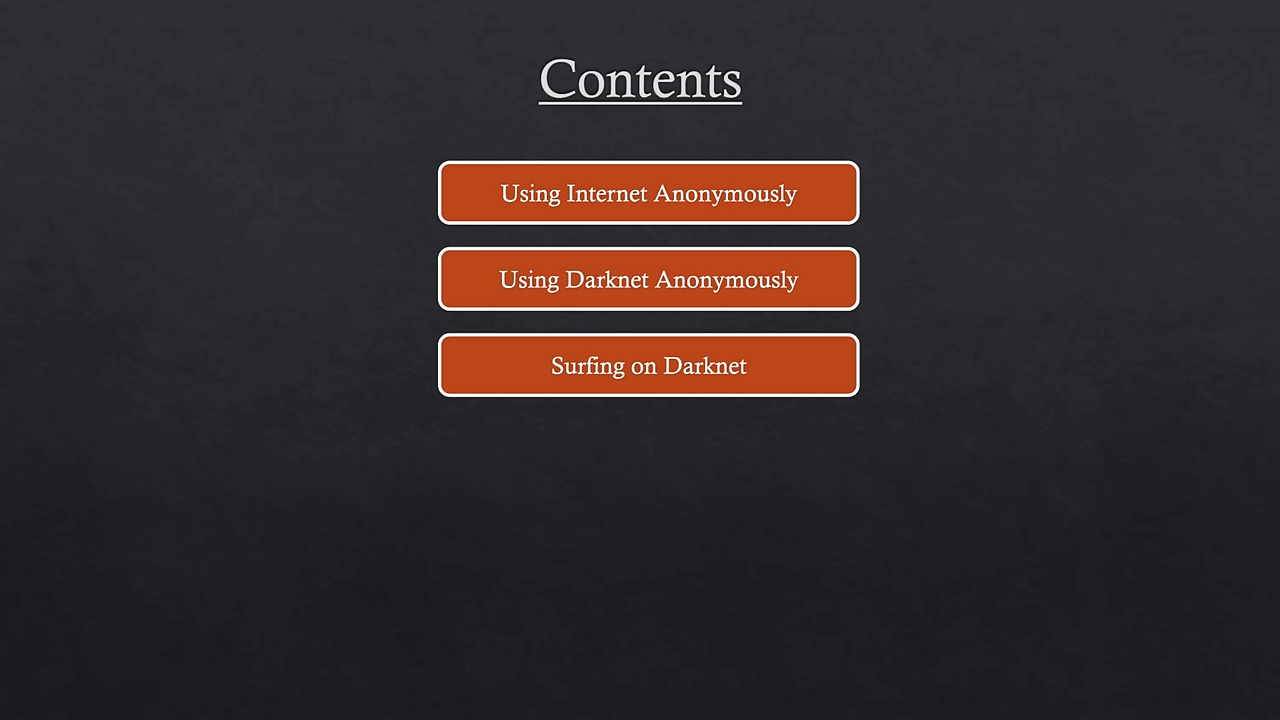 Contents
Using Internet Anonymously
Using Darknet Anonymously
Surfing on Darknet